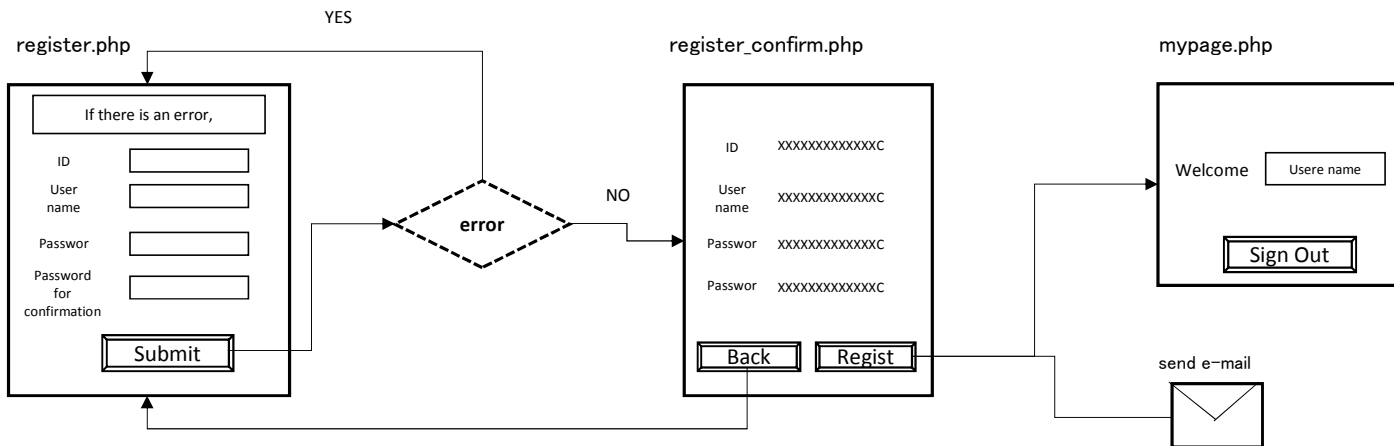 YES
register.php
register_confirm.php
mypage.php
If there is an error,
ID
User
name
Passwor
Password
for
confirmation
Submit
error
NO
ID XXXXXXXXXXXXXC
User
name XXXXXXXXXXXXXC
Passwor XXXXXXXXXXXXXC
Passwor XXXXXXXXXXXXXC
Back
Regist
Welcome
Usere name
Sign Out
send e-mail